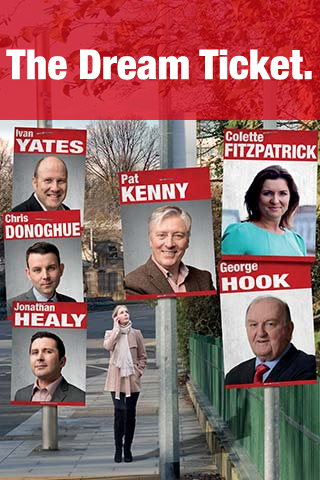 The Dream Ticket.
Ivan
YATES
Colette
FITZPATRICK
Pat
KENNY
Chris
DONOGHUE
George
HOOK
Jonathan
HEALY